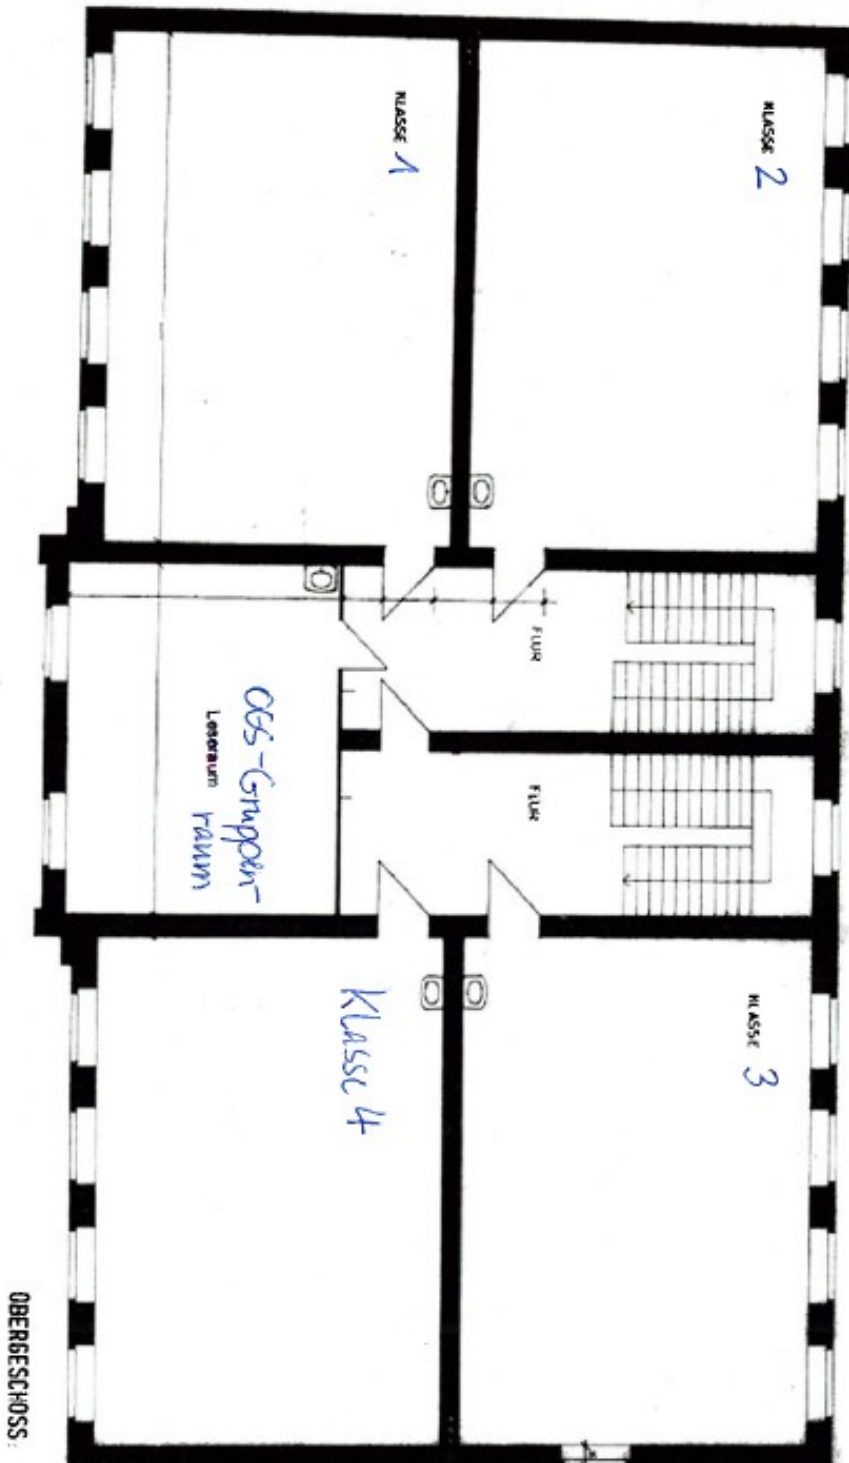 KLASSE 1
KLASSE 2
FLUR
FLUR
OGS-Gruppen-
raum
Leseraum
Klasse 4
KLASSE 3
OBERGESCHOSS: